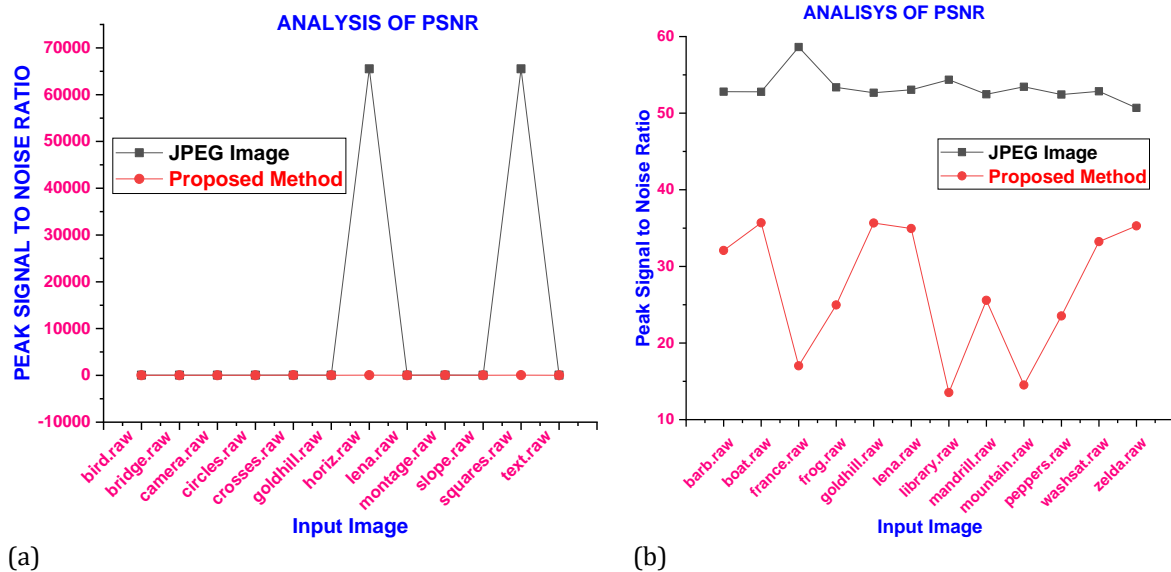 ANALYSIS OF PSNR
PEAK SIGNAL TO NOISE RATIO
70000
60000
50000
40000
30000
20000
10000
0
-10000
JPEG Image
Proposed Method
bird.raw
bridge.raw
camera.raw
circles.raw
crosses.raw
goldhill.raw
horiz.raw
lena.raw
montage.raw
slope.raw
squares.raw
text.raw
Input Image
(a)
ANALISYS OF PSNR
Peak Signal to Noise Ratio
60
50
40
30
20
10
JPEG Image
Proposed Method
barb.raw
boat.raw
france.raw
frog.raw
goldhill.raw
lena.raw
library.raw
mandrill.raw
mountain.raw
peppers.raw
washsat.raw
zelda.raw
Input Image
(b)